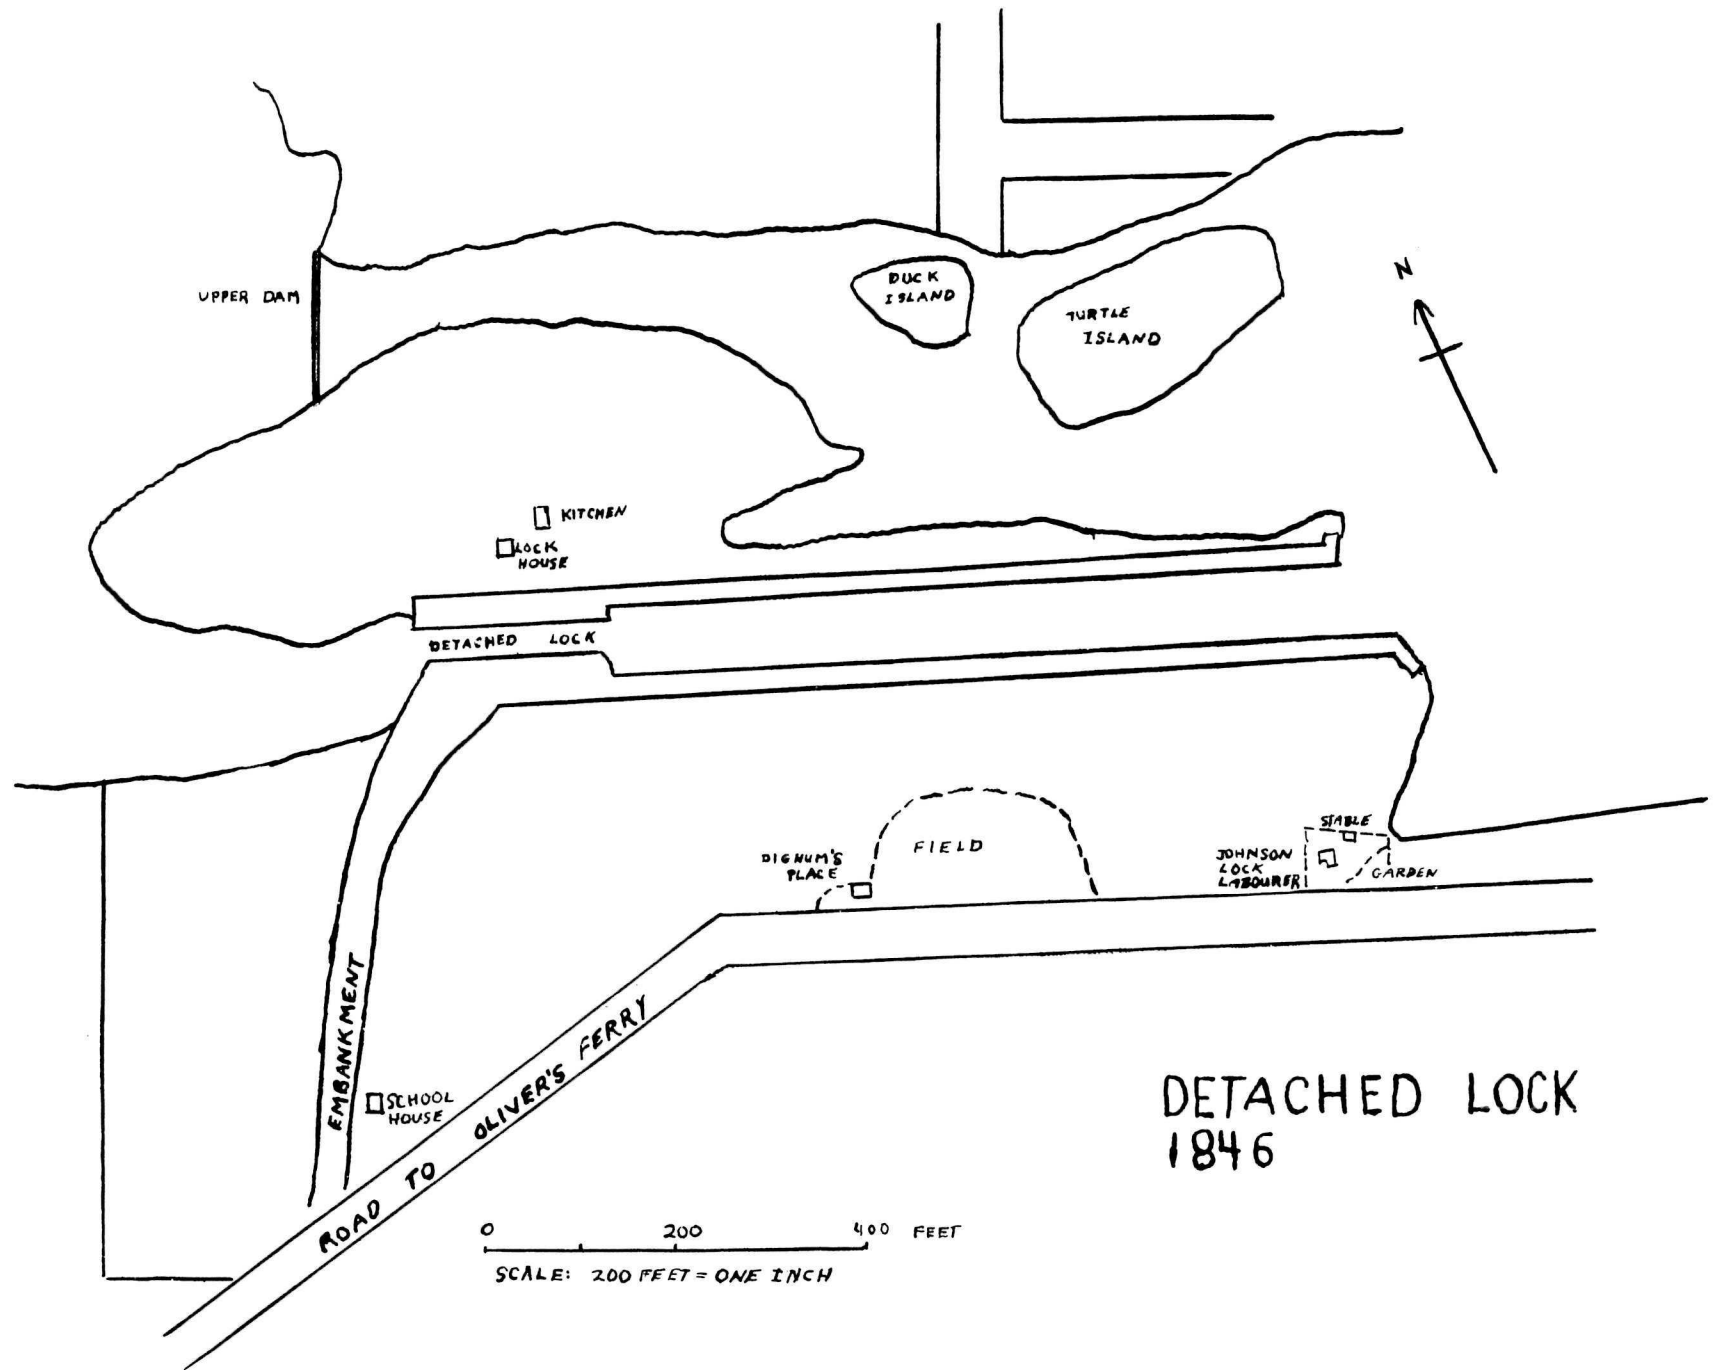 N
DUCK
ISLAND
UPPER DAM
TURTLE
ISLAND
KITCHEN
LOCK
HOUSE
DETACHED LOCK
STABLE
DIGNUM'S
PLACE
FIELD
JOHNSON
LOCK
LABOURER
GARDEN
EMBANKMENT
SCHOOL
HOUSE
ROAD TO OLIVER'S FERRY
DETACHED LOCK
1846
0 200 400 FEET
SCALE: 200 FEET = ONE INCH